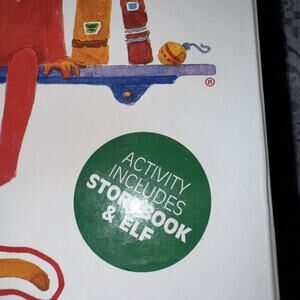 ®
ACTIVITY
INCLUDES
STORYBOOK
& ELF